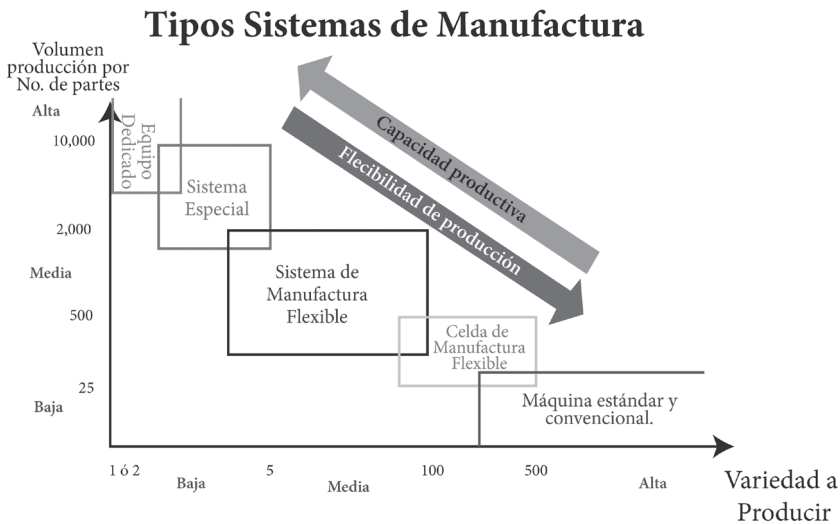 Tipos Sistemas de Manufactura
Volumen
producción por
No. de partes
Alta
10,000
2,000
Media
500
25
Baja
Equipo
Dedicado
Sistema
Especial
Sistema de
Manufactura
Flexible
Celda de
Manufactura
Flexible
Máquina estándar y
convencional.
Capacidad productiva
Flecibilidad de producción
1 ó 2
Baja
5
Media
100
500
Alta
Variedad a
Producir